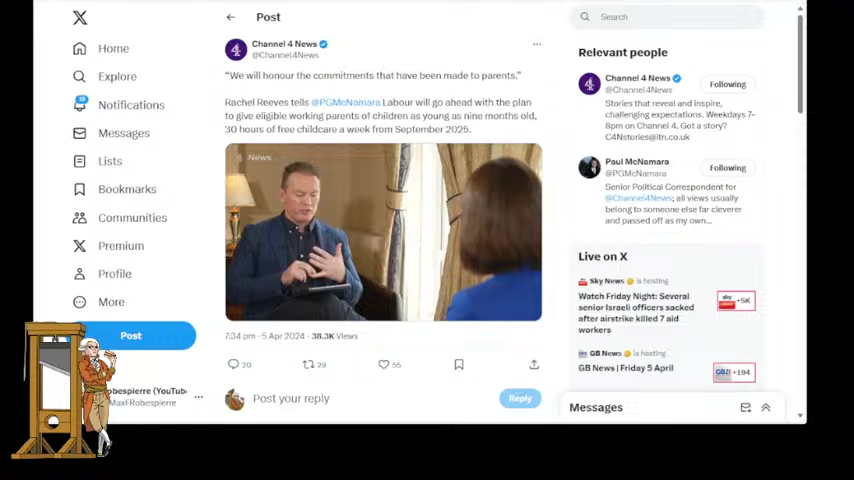 Home
Explore
Notifications
Messages
Lists
Bookmarks
Communities
Premium
Profile
More
Post
obespierre (YouTub
MaxFRobespierre
Post
Channel 4 News
@Channel4News
“We will honour the commitments that have been made to parents.”
Rachel Reeves tells @PGMcNamara Labour will go ahead with the plan
to give eligible working parents of children as young as nine months old,
30 hours of free childcare a week from September 2025.
News
7:34 pm · 5 Apr 2024 · 38.3K Views
20
29
55
Post your reply
Reply
Search
Relevant people
Channel 4 News
@Channel4News
Following
Stories that reveal and inspire,
challenging expectations. Weekdays 7-
8pm on Channel 4. Got a story?
C4Nstories@itn.co.uk
Paul McNamara
@PGMcNamara
Following
Senior Political Correspondent for
@Channel4News; all views usually
belong to someone else far cleverer
and passed off as my own...
Live on X
Sky News is hosting
Watch Friday Night: Several
senior Israeli officers sacked
after airstrike killed 7 aid
workers
sky +5K
GB News is hosting
GB News | Friday 5 April
+194
Messages